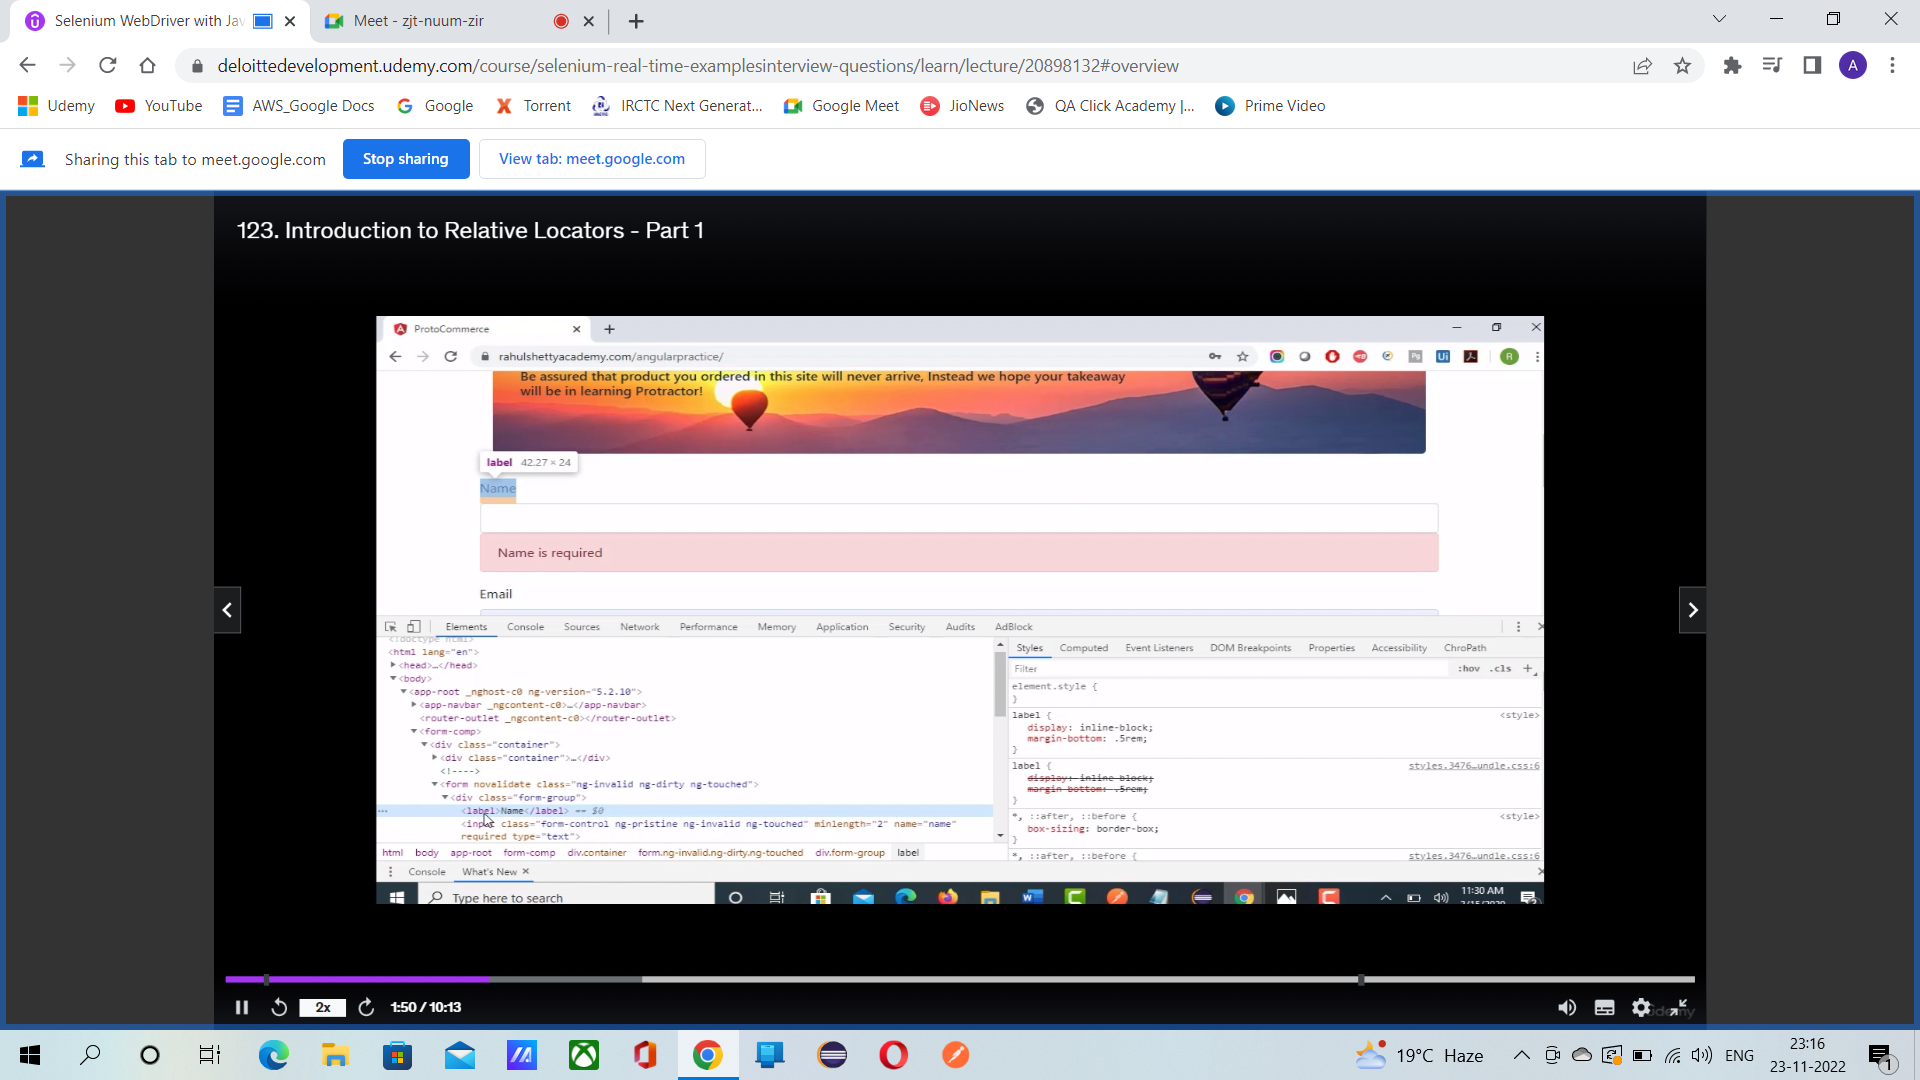 Selenium WebDriver with Jav
Meet - zjt-nuum-zir
deloittedevelopment.udemy.com/course/selenium-real-time-examplesinterview-questions/learn/lecture/20898132#overview
A
Udemy YouTube AWS_Google Docs Google Torrent IRCTC Next Generat... Google Meet JioNews QA Click Academy |... Prime Video
Sharing this tab to meet.google.com Stop sharing View tab: meet.google.com
123. Introduction to Relative Locators - Part 1
ProtoCommerce
rahulshettyacademy.com/angularpractice/
R
Be assured that product you ordered in this site will never arrive, Instead we hope your takeaway
will be in learning Protractor!
label 42.27 × 24
Name
Name is required
Email
Elements Console Sources Network Performance Memory Application Security Audits AdBlock
<!doctype html>
<html lang="en">
<head>…</head>
<body>
<app-root _nghost-c0 ng-version="5.2.10">
<app-navbar _ngcontent-c0>…</app-navbar>
<router-outlet _ngcontent-c0></router-outlet>
<form-comp>
<div class="container">
<div class="container">…</div>
<!---->
<form novalidate class="ng-invalid ng-dirty ng-touched">
<div class="form-group">
<label>Name</label> == $0
<input class="form-control ng-pristine ng-invalid ng-touched" minlength="2" name="name"
required type="text">
html body app-root form-comp div.container form.ng-invalid.ng-dirty.ng-touched div.form-group label
Styles Computed Event Listeners DOM Breakpoints Properties Accessibility ChroPath
Filter :hov .cls +
element.style {
}
label { <style>
display: inline-block;
margin-bottom: .5rem;
}
label { styles.3476…undle.css:6
display: inline-block;
margin-bottom: .5rem;
}
*, ::after, ::before { <style>
box-sizing: border-box;
}
*, ::after, ::before { styles.3476…undle.css:6
Console What's New
Type here to search
11:30 AM
2x 1:50 / 10:13
udemy
19°C Haze
ENG
23:16
23-11-2022
1